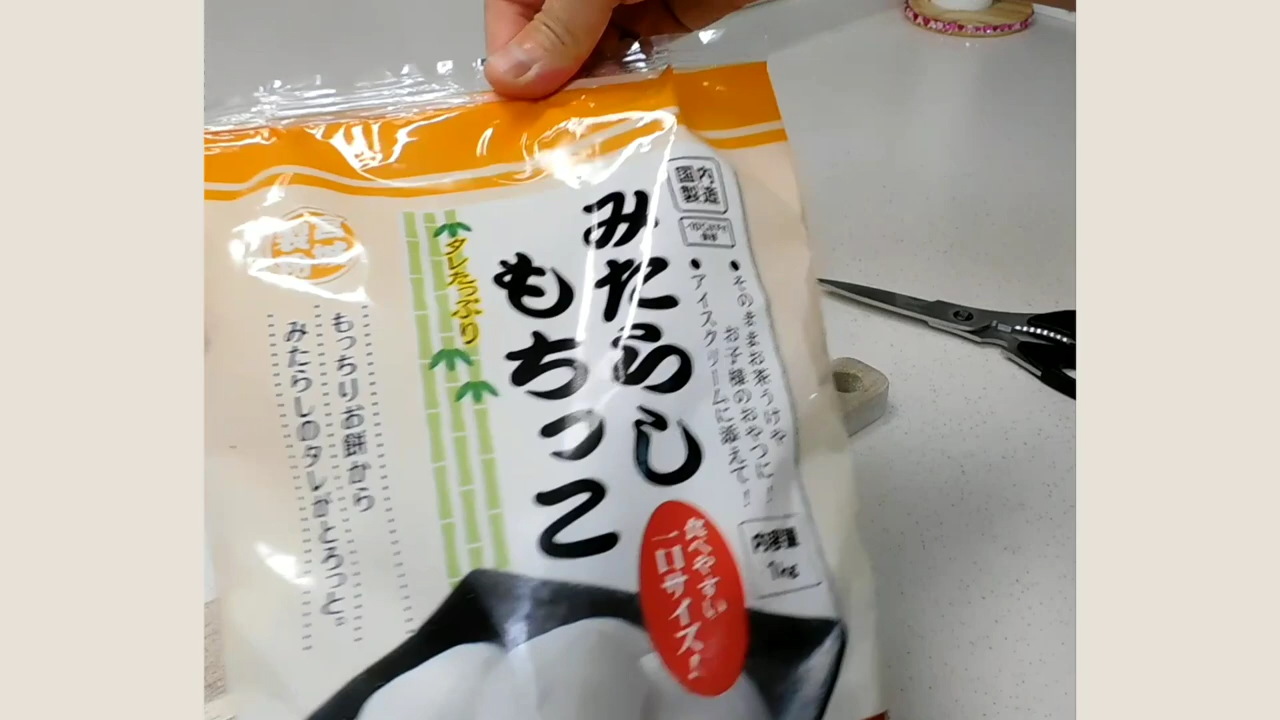 国内
製造
そのままお茶うけや
お子様のおやつに!
アイスクリームに添えて!!
みたらし
もちっこ
タレたっぷり
もっちりお餅から
みたらしのタレがとろっと。
食べやすい
一口サイズ!
内容量
1kg